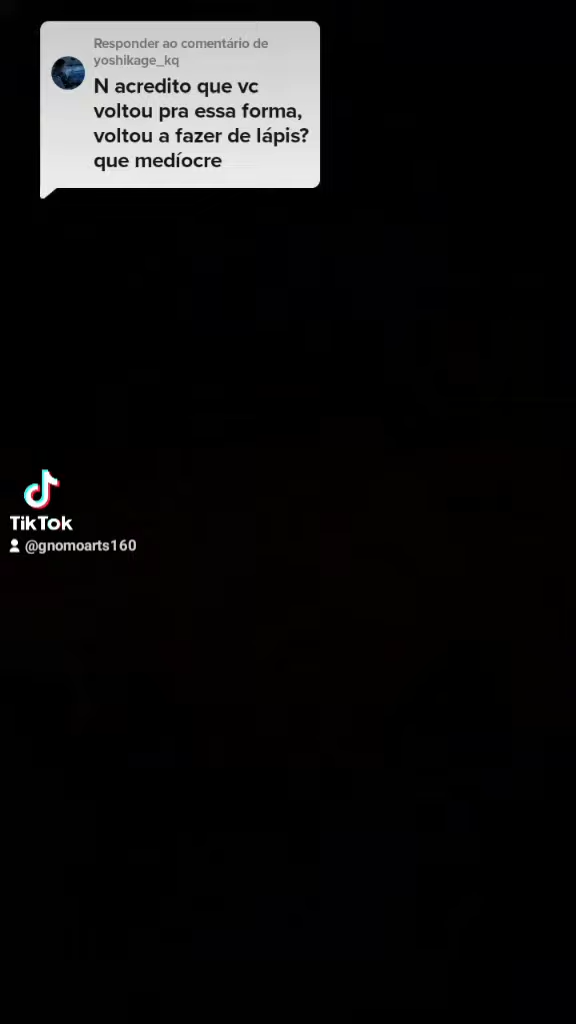 Responder ao comentário de
yoshikage_kq
N acredito que vc
voltou pra essa forma,
voltou a fazer de lápis?
que medíocre
TikTok
@gnomoarts160